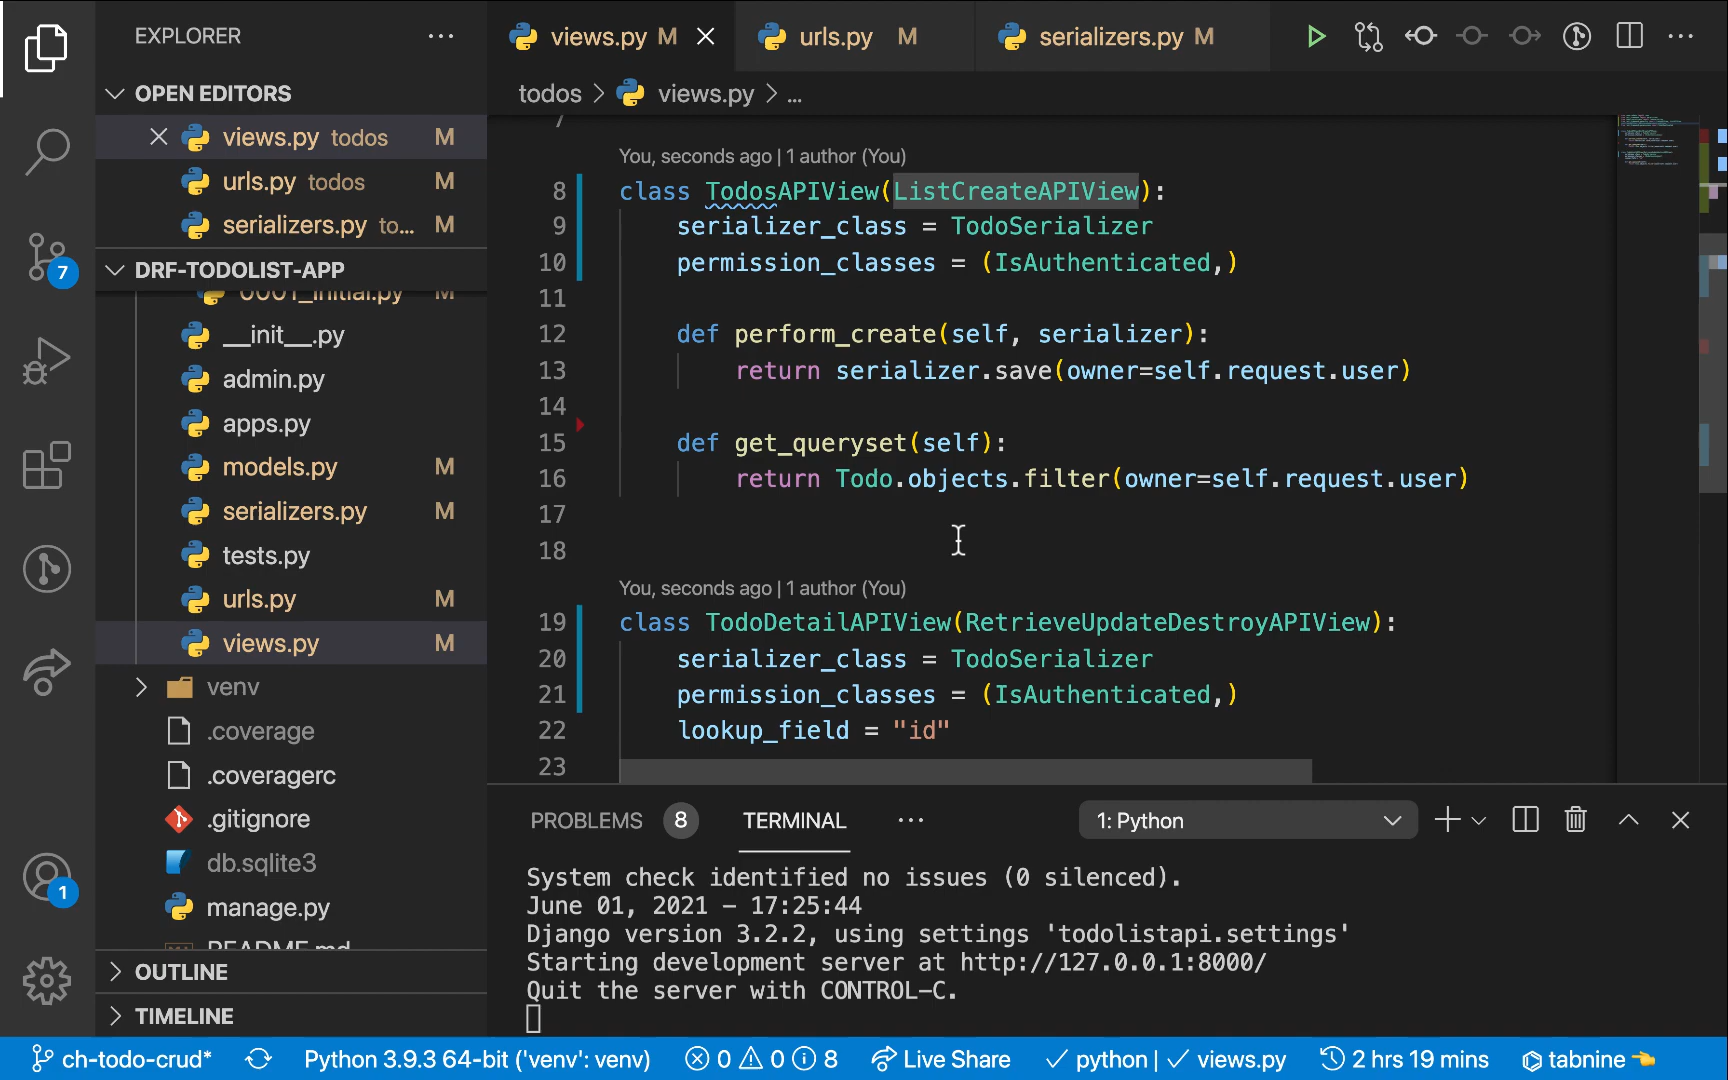 EXPLORER
views.py M
urls.py M
serializers.py M
OPEN EDITORS
todos > views.py > ...
views.py todos M
urls.py todos M
serializers.py to... M
DRF-TODOLIST-APP
0001_initial.py M
__init__.py
admin.py
apps.py
models.py M
serializers.py M
tests.py
urls.py M
views.py M
venv
.coverage
.coveragerc
.gitignore
db.sqlite3
manage.py
README.md
OUTLINE
TIMELINE
7
You, seconds ago | 1 author (You)
8 class TodosAPIView(ListCreateAPIView):
9 serializer_class = TodoSerializer
10 permission_classes = (IsAuthenticated,)
11
12 def perform_create(self, serializer):
13 return serializer.save(owner=self.request.user)
14
15 def get_queryset(self):
16 return Todo.objects.filter(owner=self.request.user)
17
18
You, seconds ago | 1 author (You)
19 class TodoDetailAPIView(RetrieveUpdateDestroyAPIView):
20 serializer_class = TodoSerializer
21 permission_classes = (IsAuthenticated,)
22 lookup_field = "id"
23
PROBLEMS 8 TERMINAL ... 1: Python
System check identified no issues (0 silenced).
June 01, 2021 - 17:25:44
Django version 3.2.2, using settings 'todolistapi.settings'
Starting development server at http://127.0.0.1:8000/
Quit the server with CONTROL-C.
7
1
ch-todo-crud* Python 3.9.3 64-bit ('venv': venv) 0 0 8 Live Share python | views.py 2 hrs 19 mins tabnine